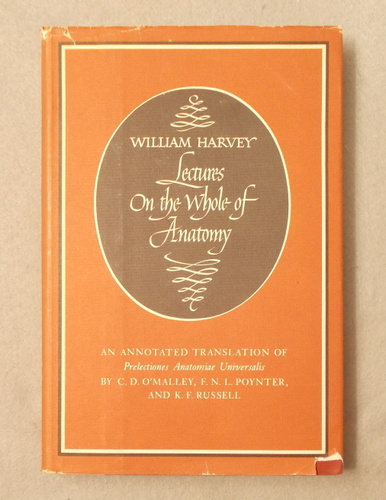 WILLIAM HARVEY
Lectures
On the Whole of
Anatomy
AN ANNOTATED TRANSLATION OF
Prelectiones Anatomiae Universalis
BY C. D. O'MALLEY, F. N. L. POYNTER,
AND K. F. RUSSELL